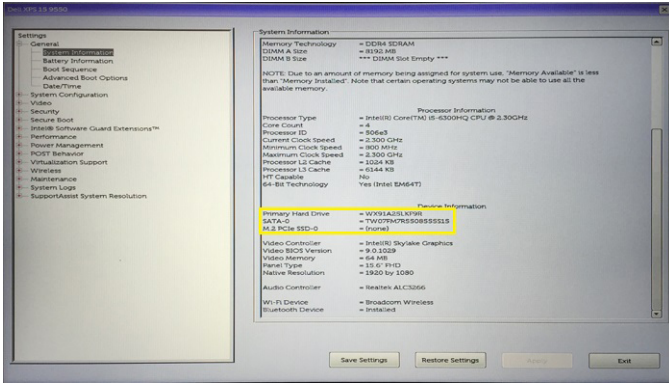 Dell XPS 15 9550
Settings
General
System Information
Battery Information
Boot Sequence
Advanced Boot Options
Date/Time
System Configuration
Video
Security
Secure Boot
Intel® Software Guard Extensions™
Performance
Power Management
POST Behavior
Virtualization Support
Wireless
Maintenance
System Logs
SupportAssist System Resolution
System Information
Memory Technology = DDR4 SDRAM
DIMM A Size = 8192 MB
DIMM B Size *** DIMM Slot Empty ***
NOTE: Due to an amount of memory being assigned for system use, "Memory Available" is less
than "Memory Installed". Note that certain operating systems may not be able to use all the
available memory.
Processor Information
Processor Type = Intel(R) Core(TM) i5-6300HQ CPU @ 2.30GHz
Core Count = 4
Processor ID = 506e3
Current Clock Speed = 2.300 GHz
Minimum Clock Speed = 800 MHz
Maximum Clock Speed = 2.300 GHz
Processor L2 Cache = 1024 KB
Processor L3 Cache = 6144 KB
HT Capable No
64-Bit Technology Yes (Intel EM64T)
Device Information
Primary Hard Drive = WX91A25LKF9R
SATA-0 = TW07FM7R5508555S15
M.2 PCIe SSD-0 = (none)
Video Controller = Intel(R) Skylake Graphics
Video BIOS Version = 9.0.1029
Video Memory = 64 MB
Panel Type = 15.6" FHD
Native Resolution = 1920 by 1080
Audio Controller = Realtek ALC3266
Wi-Fi Device = Broadcom Wireless
Bluetooth Device = Installed
Save Settings
Restore Settings
Apply
Exit